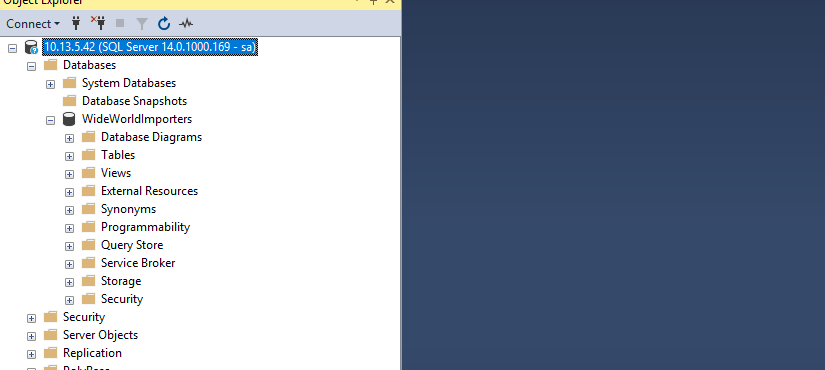 Object Explorer
Connect
10.13.5.42 (SQL Server 14.0.1000.169 - sa)
Databases
System Databases
Database Snapshots
WideWorldImporters
Database Diagrams
Tables
Views
External Resources
Synonyms
Programmability
Query Store
Service Broker
Storage
Security
Security
Server Objects
Replication
PolyBase